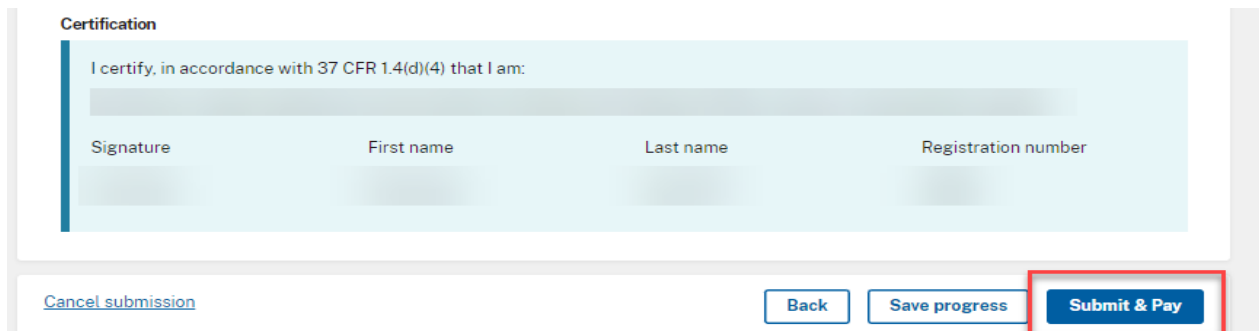 Certification
I certify, in accordance with 37 CFR 1.4(d)(4) that I am:
Signature First name Last name Registration number
Cancel submission Back Save progress Submit & Pay